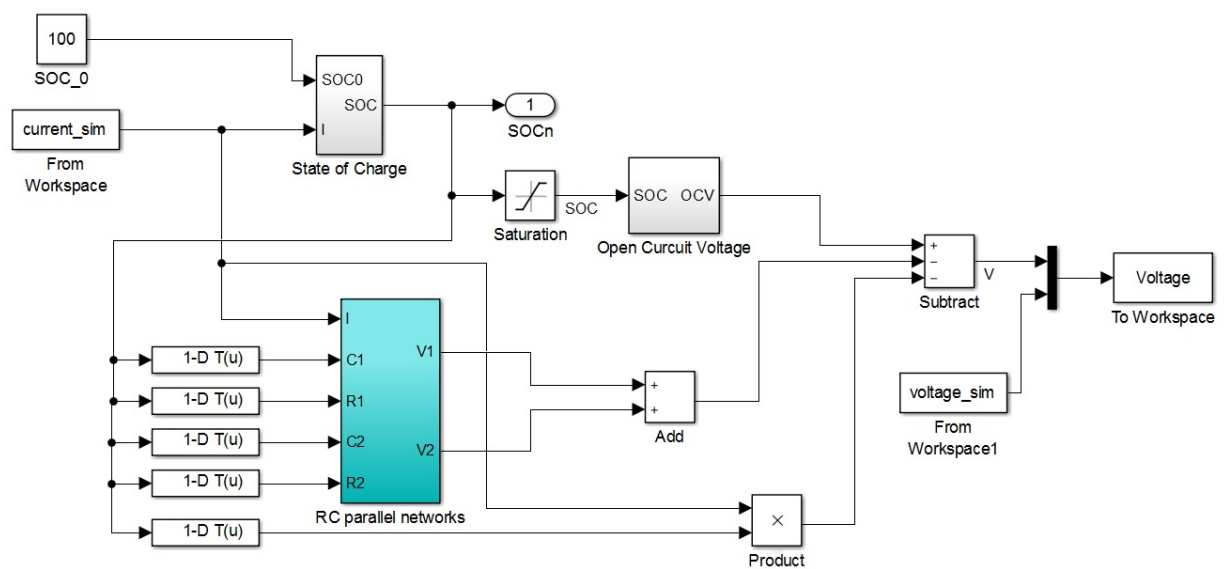 100
SOC_0
current_sim
From
Workspace
SOC0
SOC
I
State of Charge
1
SOCn
Saturation
SOC
SOC OCV
Open Curcuit Voltage
+
−
−
Subtract
V
Voltage
To Workspace
voltage_sim
From
Workspace1
1-D T(u)
1-D T(u)
1-D T(u)
1-D T(u)
1-D T(u)
I
C1
R1
C2
R2
V1
V2
RC parallel networks
+
+
Add
×
Product